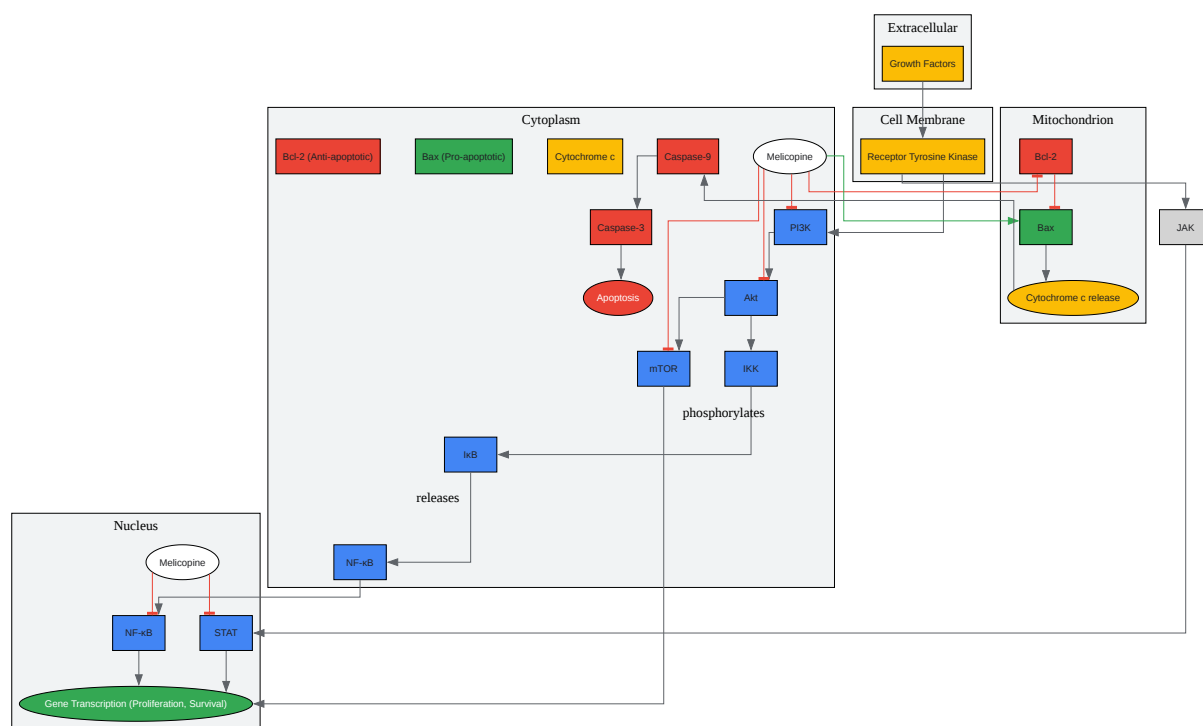 Extracellular
Growth Factors
Cytoplasm
Cell Membrane
Mitochondrion
Bcl-2 (Anti-apoptotic)
Bax (Pro-apoptotic)
Cytochrome c
Caspase-9
Melicopine
Receptor Tyrosine Kinase
Bcl-2
Caspase-3
PI3K
Bax
JAK
Apoptosis
Akt
Cytochrome c release
mTOR
IKK
phosphorylates
IκB
releases
Nucleus
Melicopine
NF-κB
NF-κB
STAT
Gene Transcription (Proliferation, Survival)